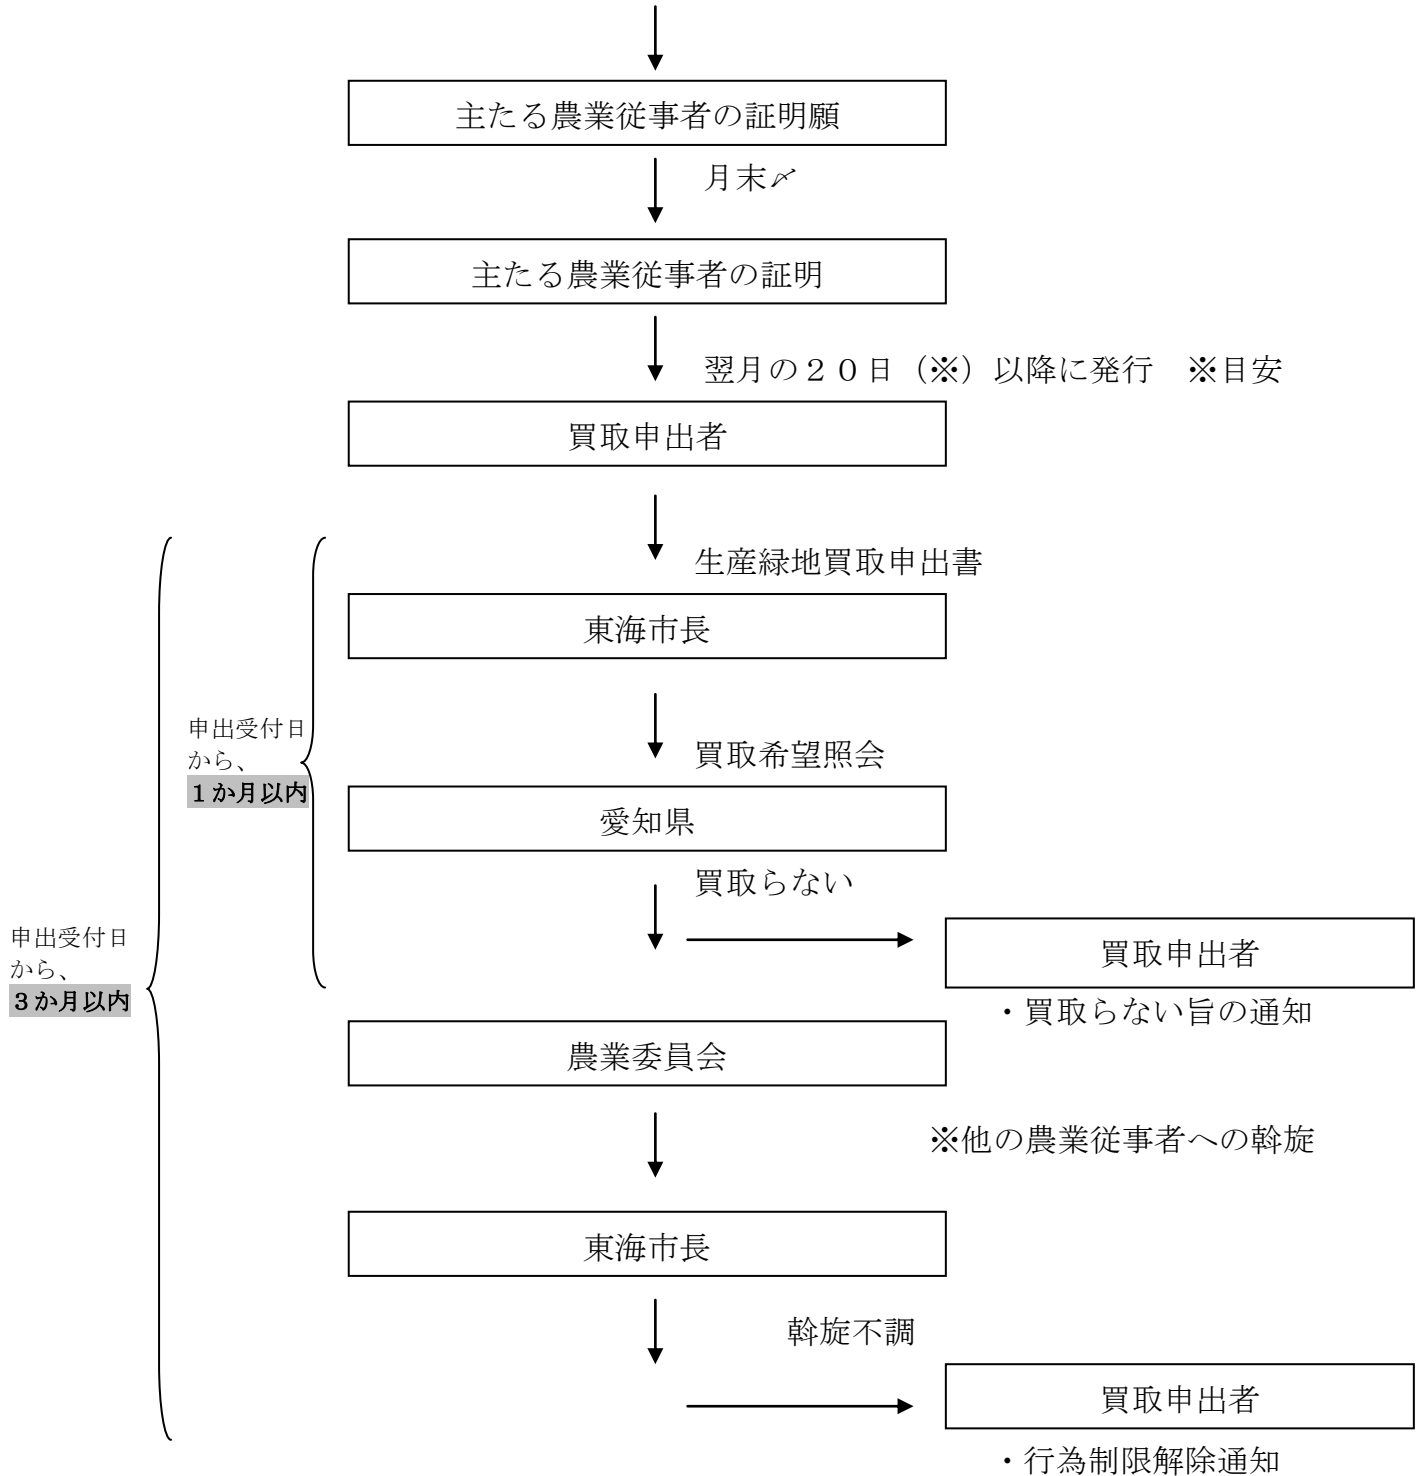 主たる農業従事者の証明願
月末〆
主たる農業従事者の証明
翌月の２０日（※）以降に発行　※目安
買取申出者
生産緑地買取申出書
東海市長
申出受付日
から、
１か月以内
買取希望照会
愛知県
買取らない
申出受付日
から、
３か月以内
買取申出者
・買取らない旨の通知
農業委員会
※他の農業従事者への斡旋
東海市長
斡旋不調
買取申出者
・行為制限解除通知